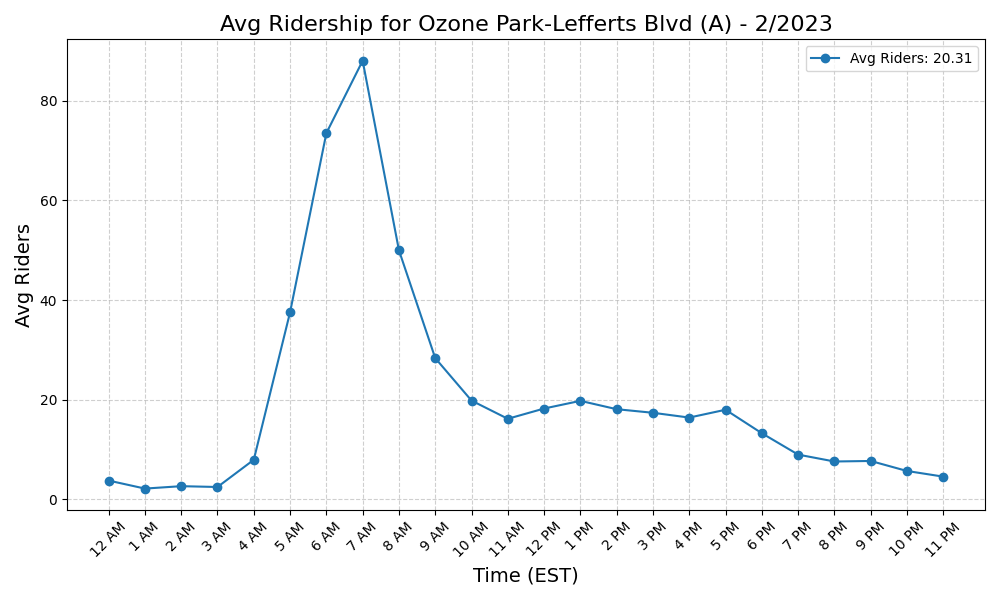 Avg Ridership for Ozone Park-Lefferts Blvd (A) - 2/2023
Avg Riders: 20.31
Avg Riders
80
60
40
20
0
12 AM 1 AM 2 AM 3 AM 4 AM 5 AM 6 AM 7 AM 8 AM 9 AM 10 AM 11 AM 12 PM 1 PM 2 PM 3 PM 4 PM 5 PM 6 PM 7 PM 8 PM 9 PM 10 PM 11 PM
Time (EST)